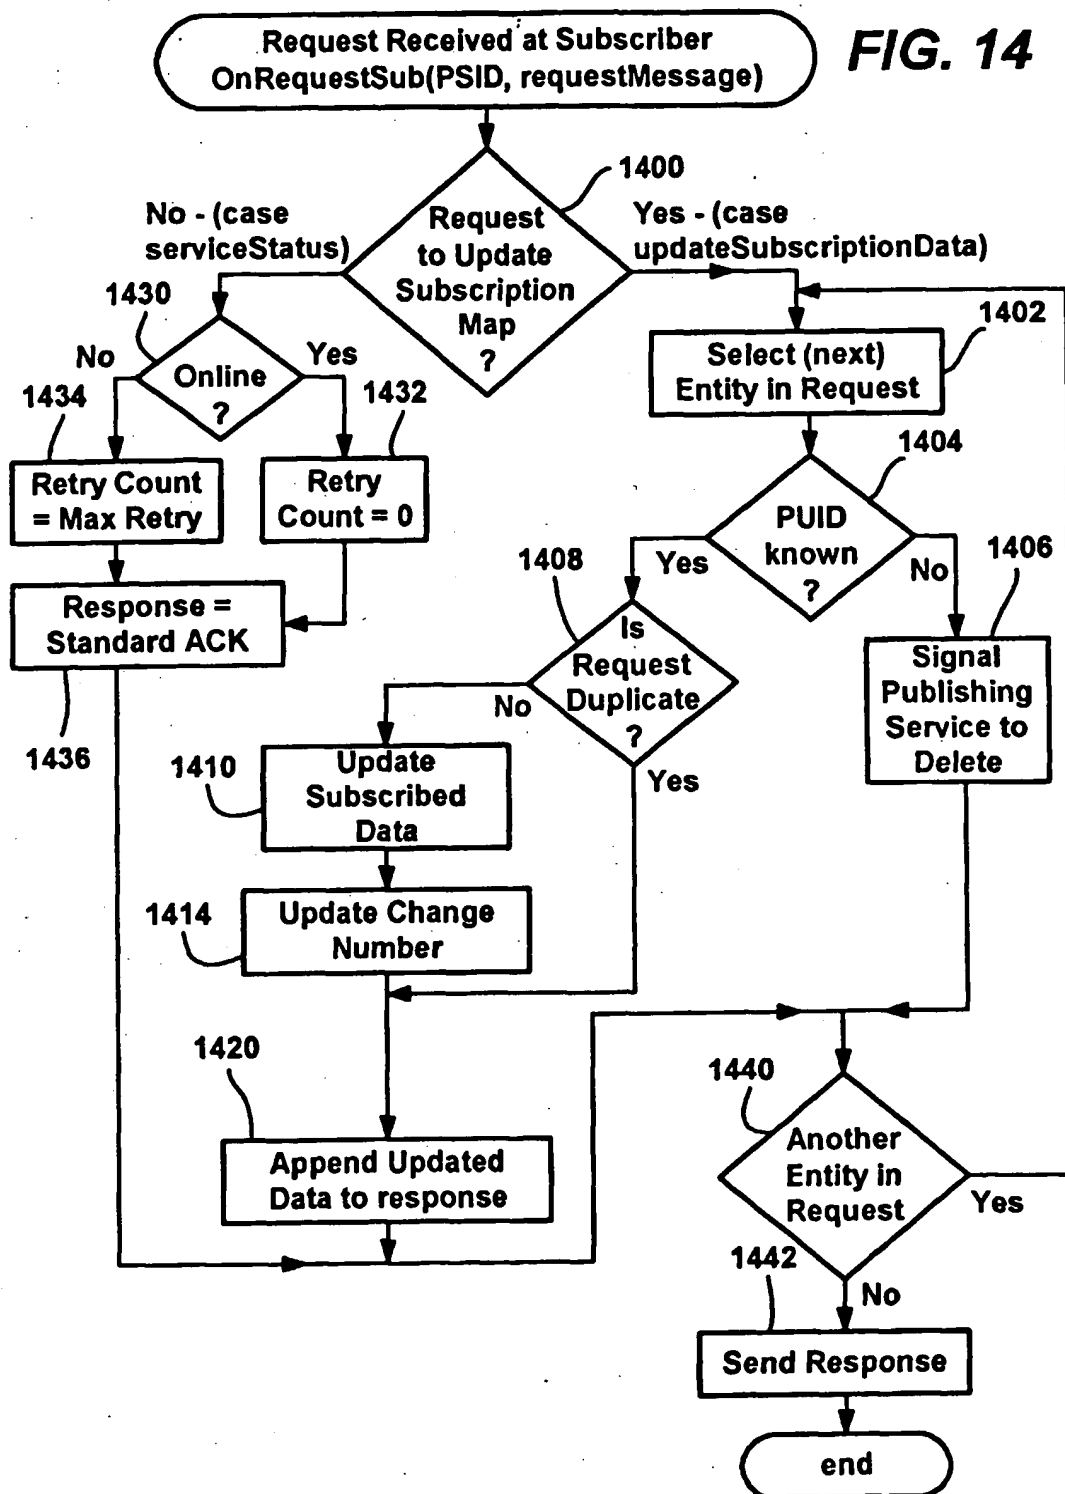 Request Received at Subscriber
OnRequestSub(PSID, requestMessage)
FIG. 14
1400
No - (case
serviceStatus)
Request
to Update
Subscription
Map
?
Yes - (case
updateSubscriptionData)
1430
Online
?
No
Yes
1402
Select (next)
Entity in Request
1434
1432
Retry Count
= Max Retry
Retry
Count = 0
1404
PUID
known
?
Yes
No
1406
1408
Response =
Standard ACK
1436
Is
Request
Duplicate
?
No
Yes
Signal
Publishing
Service to
Delete
1410
Update
Subscribed
Data
1414
Update Change
Number
1420
Append Updated
Data to response
1440
Another
Entity in
Request
Yes
No
1442
Send Response
end